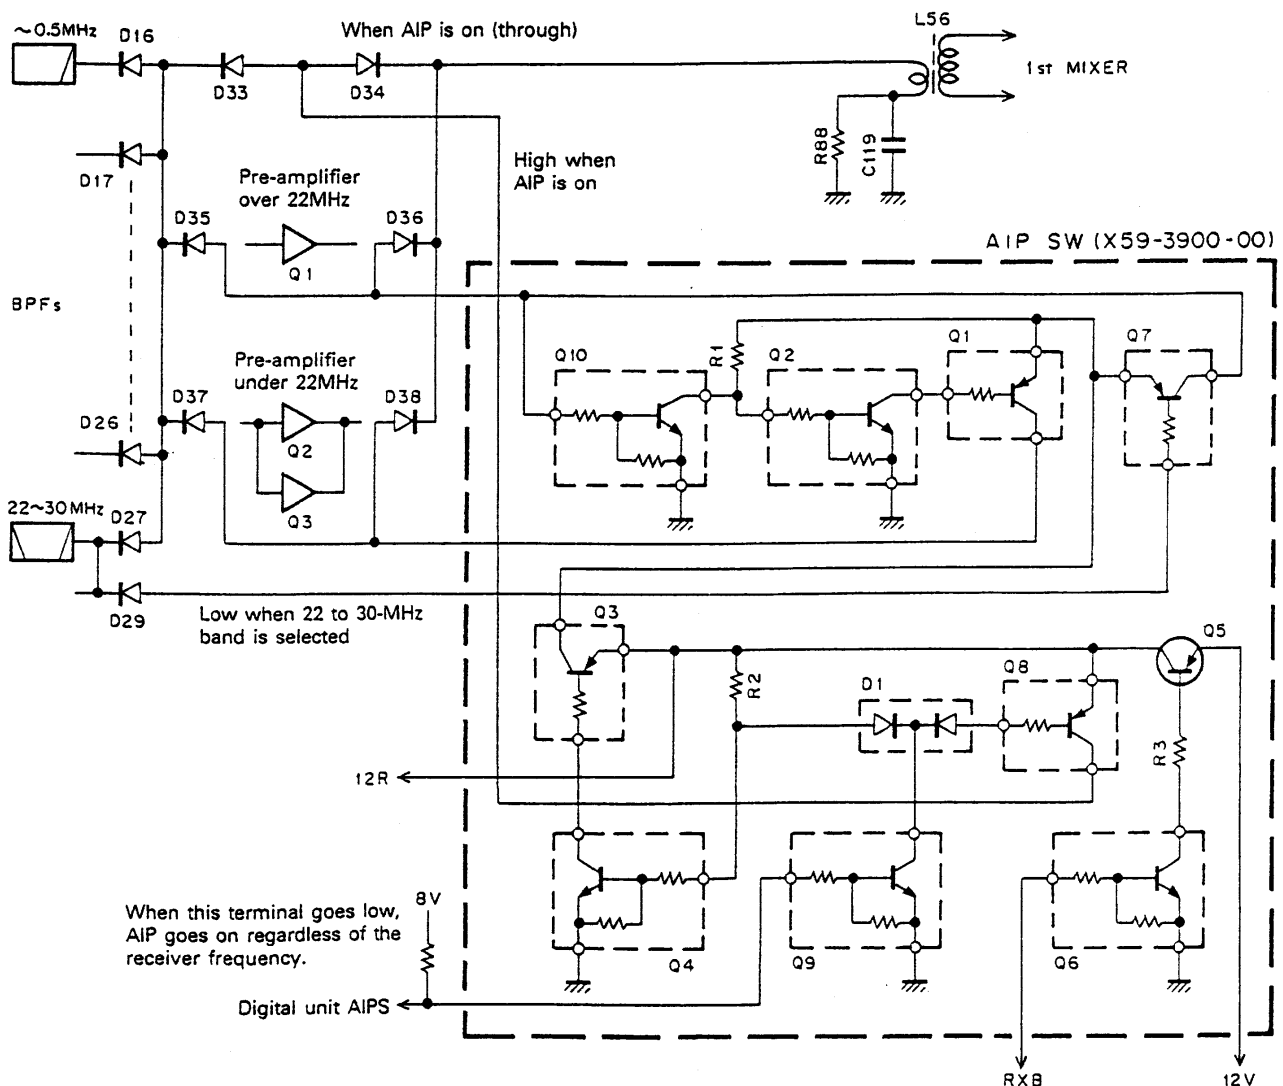 ~0.5MHz
D16
When AIP is on (through)
L56
D33
D34
1st MIXER
D17
R88
C119
High when
AIP is on
Pre-amplifier
over 22MHz
D35
D36
Q1
AIP SW (X59-3900-00)
BPFs
Q10
R1
Q2
Q1
Q7
Pre-amplifier
under 22MHz
D37
D38
D26
Q2
Q3
22~30MHz
D27
D29
Low when 22 to 30-MHz
band is selected
Q3
Q5
R2
D1
Q8
R3
12R
When this terminal goes low,
AIP goes on regardless of the
receiver frequency.
8V
Q4
Q9
Q6
Digital unit AIPS
RXB
12V